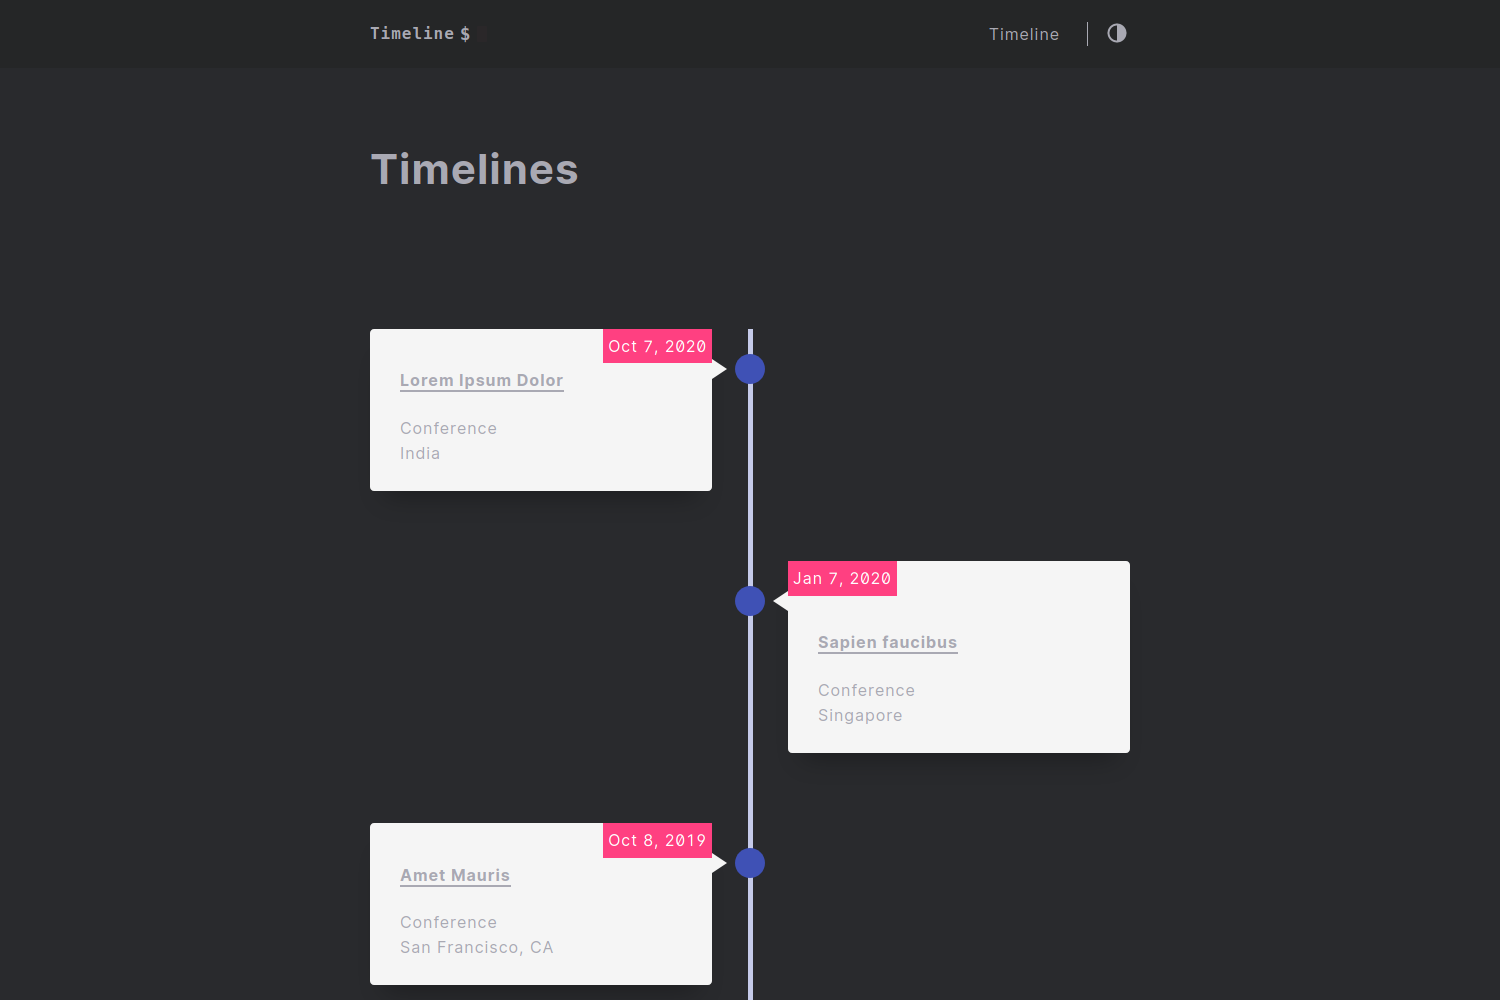 Timeline $
Timeline
Timelines
Oct 7, 2020
Lorem Ipsum Dolor
Conference
India
Jan 7, 2020
Sapien faucibus
Conference
Singapore
Oct 8, 2019
Amet Mauris
Conference
San Francisco, CA